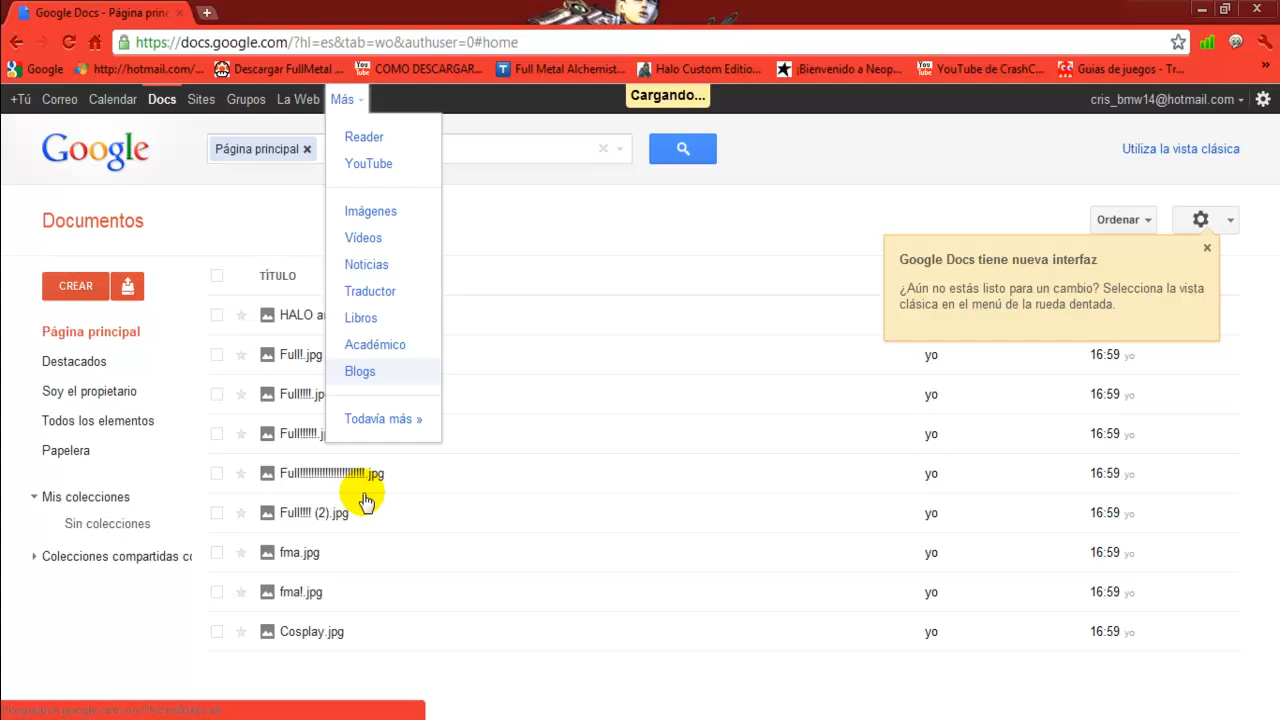 Google Docs - Página princ
https://docs.google.com/?hl=es&tab=wo&authuser=0#home
Google http://hotmail.com/... Descargar FullMetal ... COMO DESCARGAR... Full Metal Alchemist... Halo Custom Editio... ¡Bienvenido a Neop... YouTube de CrashC... Guias de juegos - Tr... »
+Tú Correo Calendar Docs Sites Grupos La Web Más Cargando... cris_bmw14@hotmail.com
Google Página principal Utiliza la vista clásica
Reader
YouTube
Imágenes
Vídeos
Noticias
Traductor
Libros
Académico
Blogs
Todavía más »
Documentos Ordenar
Google Docs tiene nueva interfaz
¿Aún no estás listo para un cambio? Selecciona la vista
clásica en el menú de la rueda dentada.
CREAR
Página principal
Destacados
Soy el propietario
Todos los elementos
Papelera
Mis colecciones
Sin colecciones
Colecciones compartidas cc
TÍTULO
HALO ar
Full!.jpg yo 16:59 yo
Full!!!!.jp yo 16:59 yo
Full!!!!!!.j yo 16:59 yo
.jpg yo 16:59 yo
Full!!!! (2).jpg yo 16:59 yo
fma.jpg yo 16:59 yo
fma!.jpg yo 16:59 yo
Cosplay.jpg yo 16:59 yo